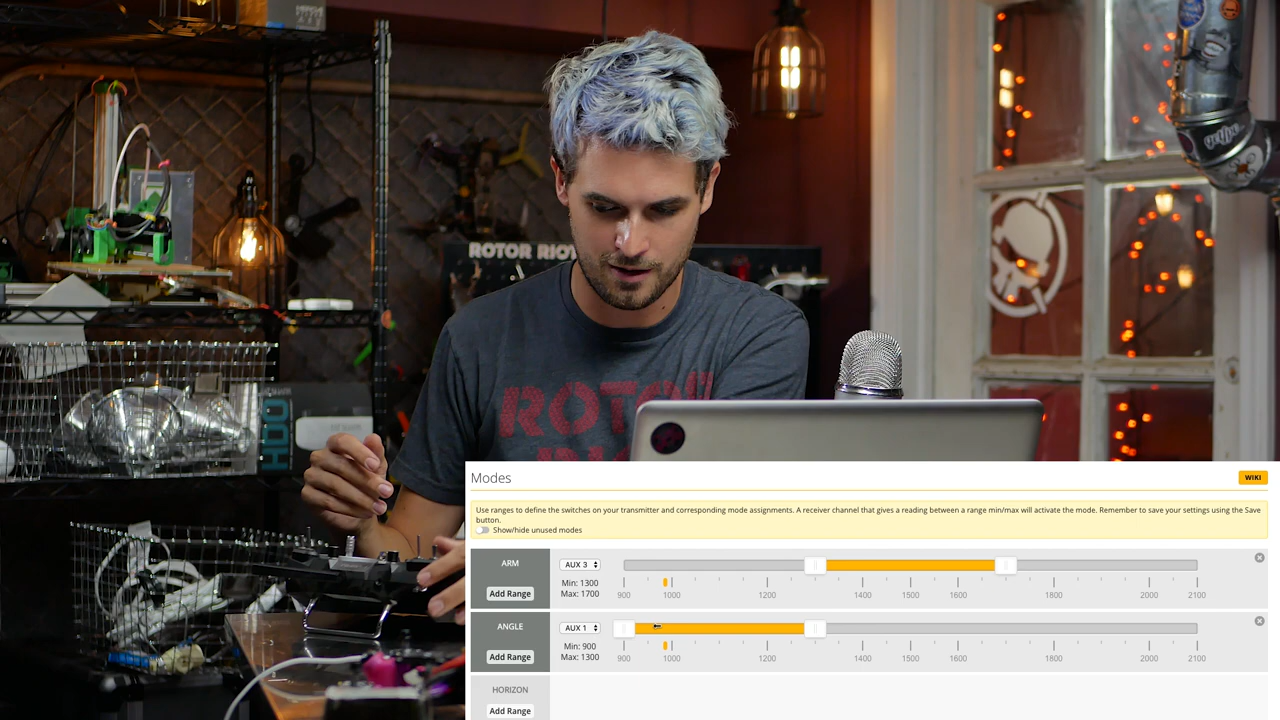 ROTOR RIOT
ROTOR
HDD
Modes
WIKI
Use ranges to define the switches on your transmitter and corresponding mode assignments. A receiver channel that gives a reading between a range min/max will activate the mode. Remember to save your settings using the Save
button.
Show/hide unused modes
ARM
AUX 3
Min: 1300
Max: 1700
Add Range
900 1000 1200 1400 1500 1600 1800 2000 2100
ANGLE
AUX 1
Min: 900
Max: 1300
Add Range
900 1000 1200 1400 1500 1600 1800 2000 2100
HORIZON
Add Range